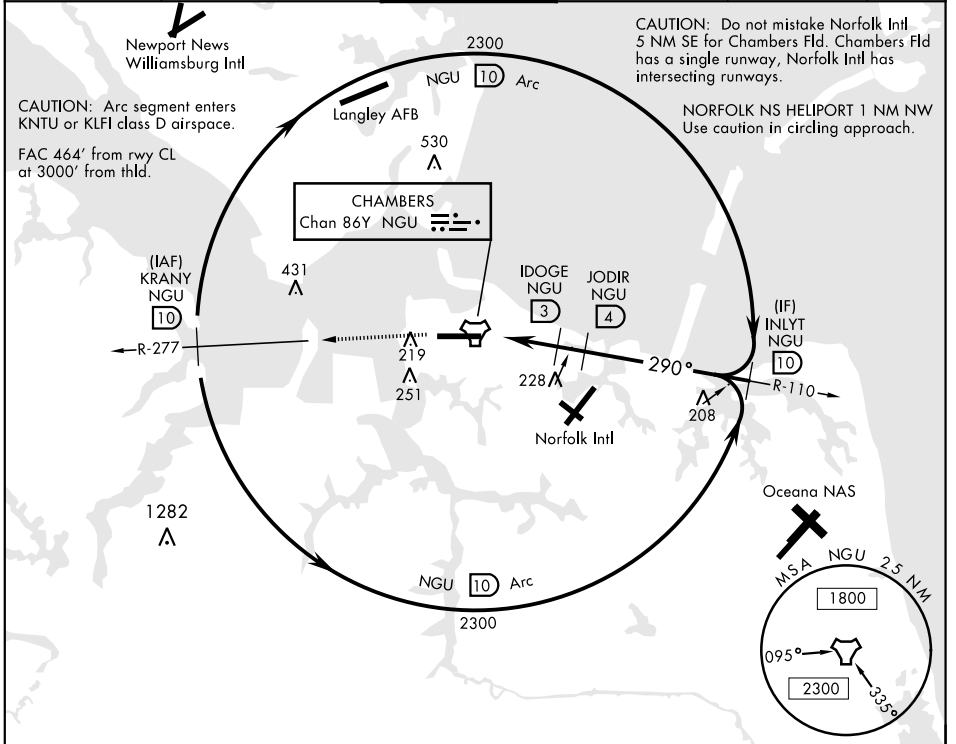 Newport News
Williamsburg Intl
CAUTION: Do not mistake Norfolk Intl
5 NM SE for Chambers Fld. Chambers Fld
has a single runway, Norfolk Intl has
intersecting runways.
NORFOLK NS HELIPORT 1 NM NW
Use caution in circling approach.
2300
NGU 10 Arc
CAUTION: Arc segment enters
KNTU or KLFI class D airspace.
FAC 464' from rwy CL
at 3000' from thld.
Langley AFB
530
CHAMBERS
Chan 86Y NGU
(IAF)
KRANY
NGU
10
431
IDOGE
NGU
3
JODIR
NGU
4
(IF)
INLYT
NGU
10
R-277
219
251
228
290°
R-110
208
Norfolk Intl
1282
Oceana NAS
NGU 10 Arc
2300
MSA NGU 25 NM
1800
095°
2300
335°